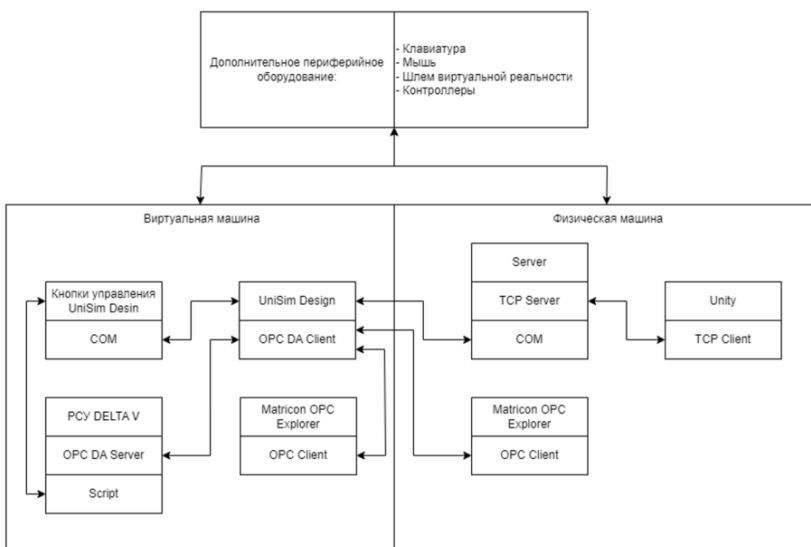 Дополнительное периферийное
оборудование:
- Клавиатура
- Мышь
- Шлем виртуальной реальности
- Контроллеры
Виртуальная машина
Физическая машина
Кнопки управления
UniSim Desin
COM
UniSim Design
OPC DA Client
Server
TCP Server
COM
Unity
TCP Client
РСУ DELTA V
OPC DA Server
Script
Matricon OPC
Explorer
OPC Client
Matricon OPC
Explorer
OPC Client